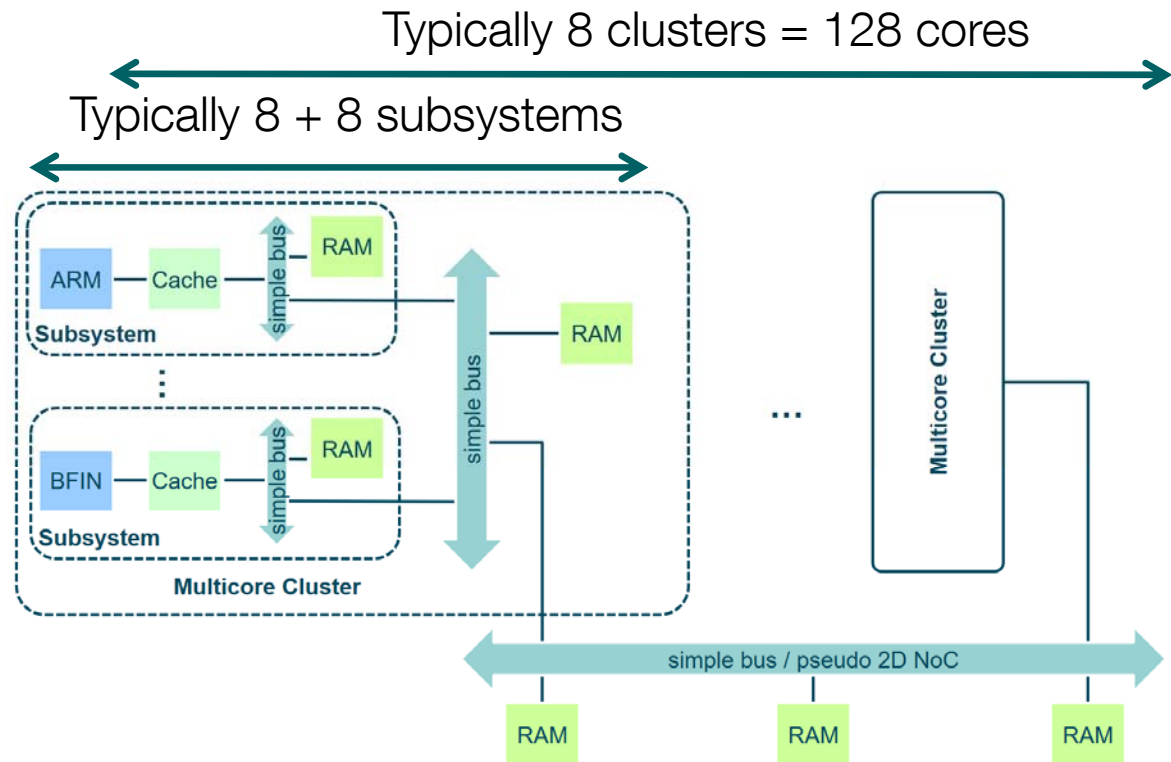 Typically 8 clusters = 128 cores
Typically 8 + 8 subsystems
ARM
Cache
simple bus
RAM
Subsystem
⋮
BFIN
Cache
simple bus
RAM
Subsystem
Multicore Cluster
simple bus
RAM
...
Multicore Cluster
simple bus / pseudo 2D NoC
RAM
RAM
RAM